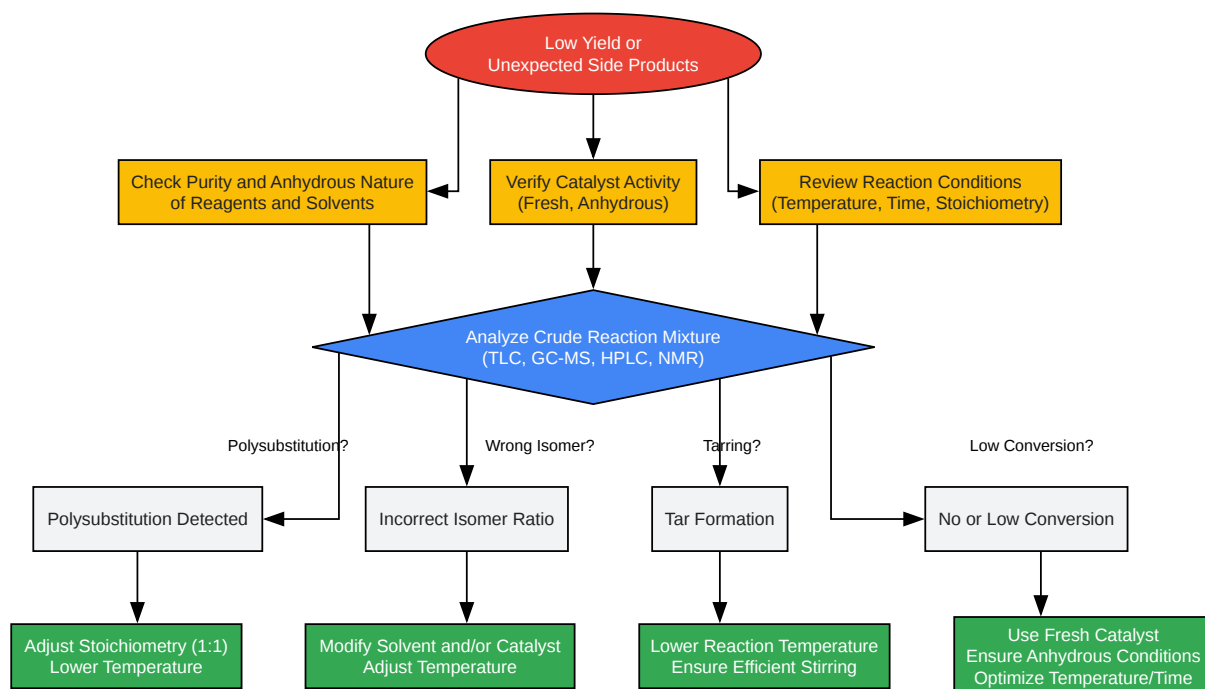 Low Yield or
Unexpected Side Products
Check Purity and Anhydrous Nature
of Reagents and Solvents
Verify Catalyst Activity
(Fresh, Anhydrous)
Review Reaction Conditions
(Temperature, Time, Stoichiometry)
Analyze Crude Reaction Mixture
(TLC, GC-MS, HPLC, NMR)
Polysubstitution?
Wrong Isomer?
Tarring?
Low Conversion?
Polysubstitution Detected
Incorrect Isomer Ratio
Tar Formation
No or Low Conversion
Adjust Stoichiometry (1:1)
Lower Temperature
Modify Solvent and/or Catalyst
Adjust Temperature
Lower Reaction Temperature
Ensure Efficient Stirring
Use Fresh Catalyst
Ensure Anhydrous Conditions
Optimize Temperature/Time